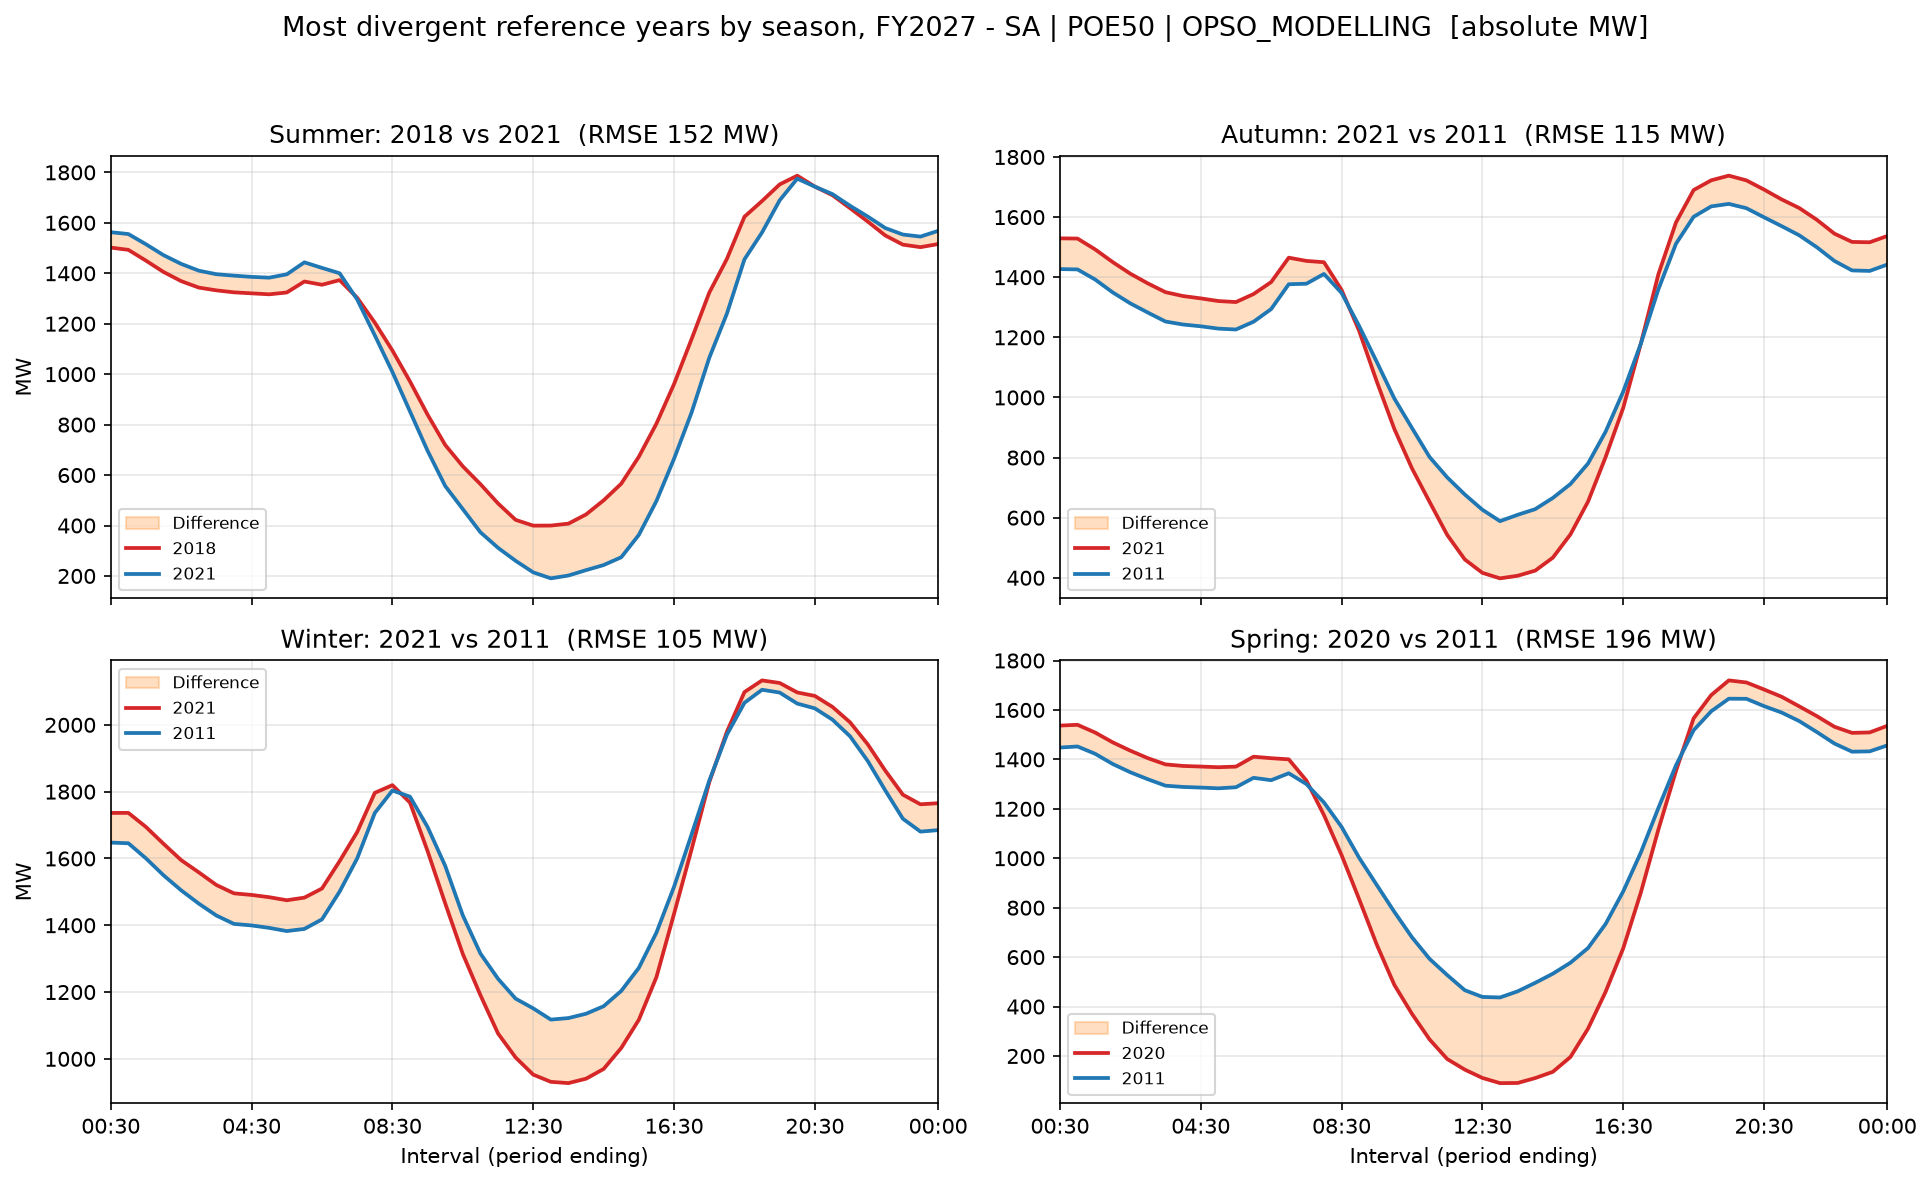 Most divergent reference years by season, FY2027 - SA | POE50 | OPSO_MODELLING  [absolute MW]
Summer: 2018 vs 2021  (RMSE 152 MW)
1800
1600
1400
1200
1000
800
600
400
200
MW
Difference
2018
2021
Autumn: 2021 vs 2011  (RMSE 115 MW)
1800
1600
1400
1200
1000
800
600
400
Difference
2021
2011
Winter: 2021 vs 2011  (RMSE 105 MW)
Difference
2021
2011
2000
1800
1600
1400
1200
1000
MW
00:30 04:30 08:30 12:30 16:30 20:30 00:00
Interval (period ending)
Spring: 2020 vs 2011  (RMSE 196 MW)
1800
1600
1400
1200
1000
800
600
400
200
Difference
2020
2011
00:30 04:30 08:30 12:30 16:30 20:30 00:00
Interval (period ending)